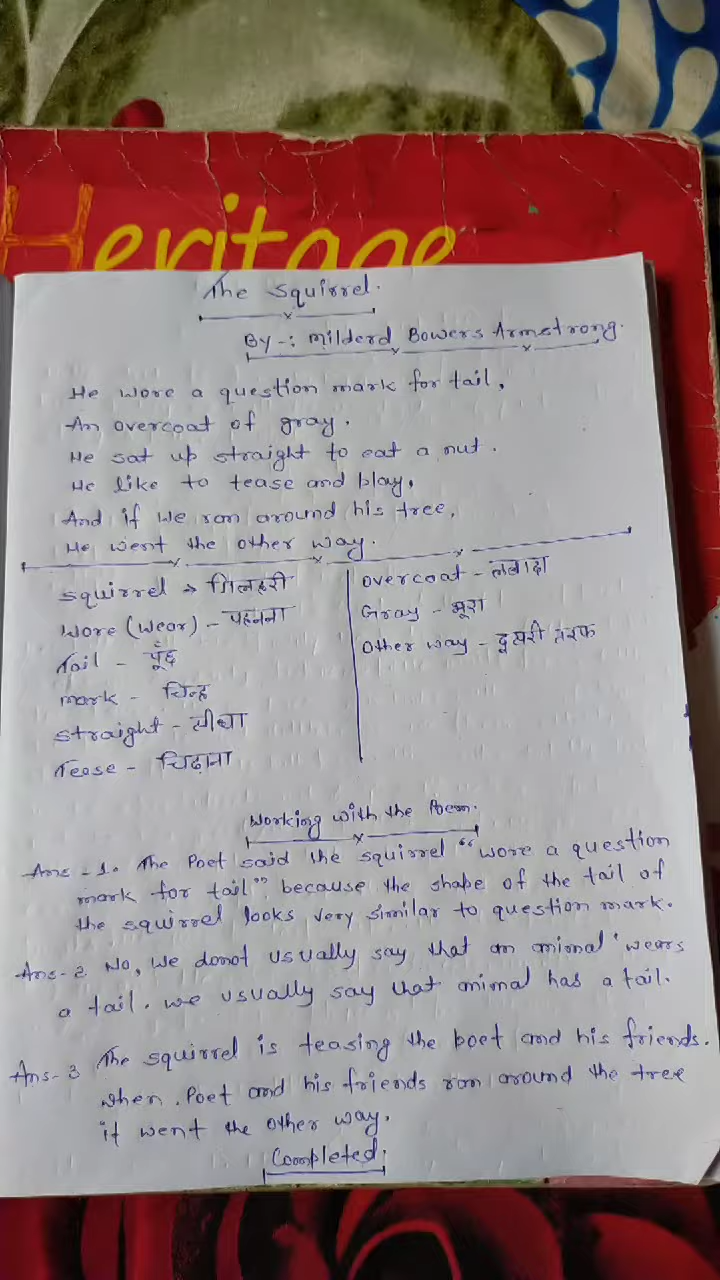 Heritage
The Squirrel.
By -: Milderd Bowers Armstrong.
He wore a question mark for tail,
An overcoat of gray.
He sat up straight to eat a nut.
He like to tease and play,
And if we ran around his tree,
He went the other way.
Squirrel → गिलहरी
Wore (wear) - पहनना
Tail - पूँछ
mark - चिन्ह
straight - सीधा
Tease - चिढ़ाना
Overcoat - लबादा
Gray - भूरा
Other way - दूसरी तरफ
Working with the Poem.
Ans - 1. The Poet said the squirrel "wore a question
mark for tail" because the shape of the tail of
the squirrel looks very similar to question mark.
Ans - 2 No, we donot usually say that an animal 'wears
a tail. we usually say that animal has a tail.
Ans - 3 The squirrel is teasing the poet and his friends.
when. Poet and his friends ran around the tree
it went the other way.
Completed.